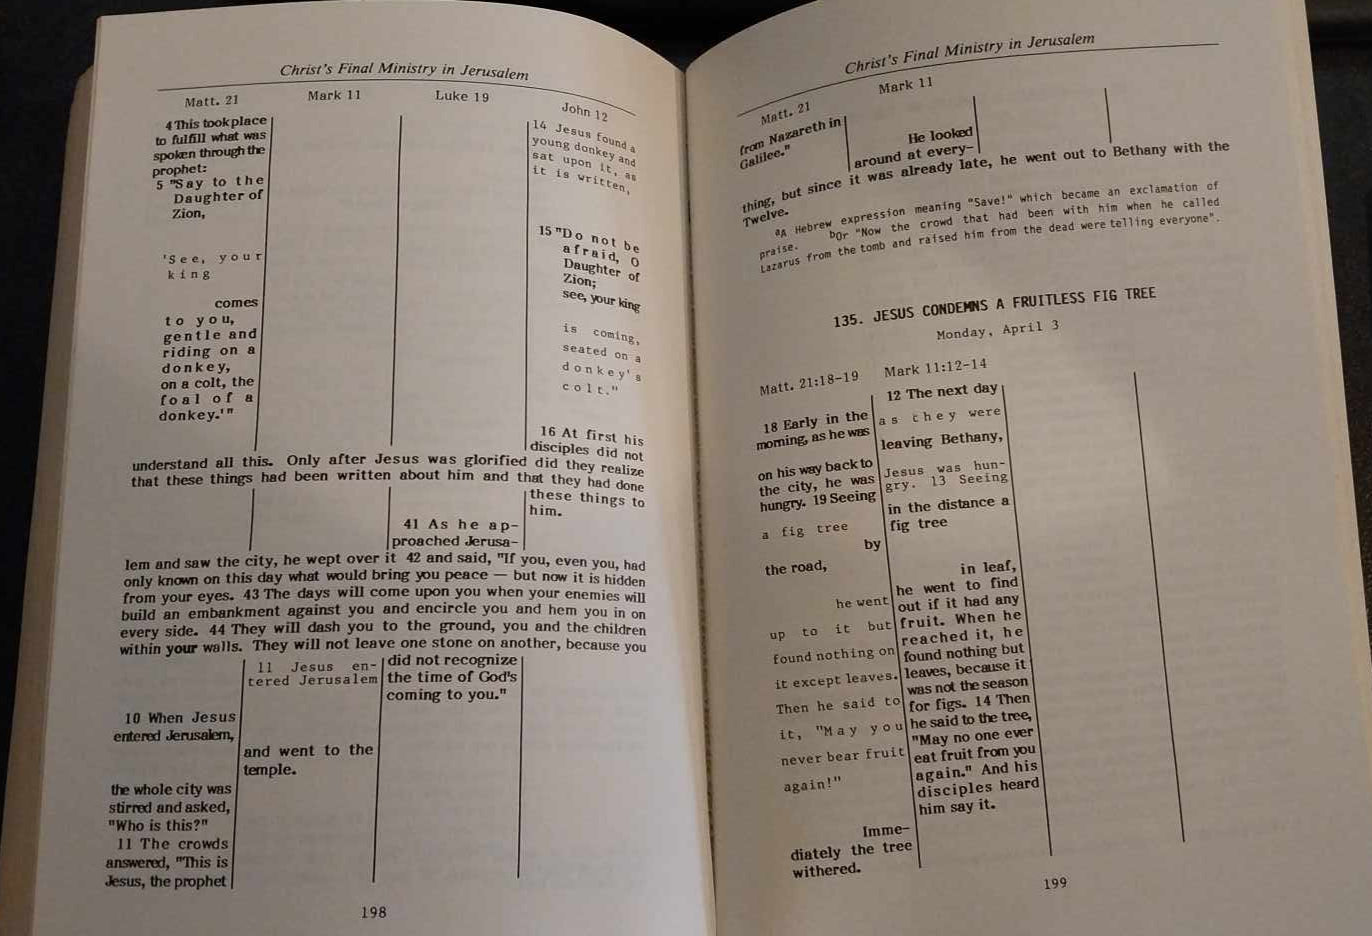 Christ's Final Ministry in Jerusalem
Matt. 21
4 This took place
to fulfill what was
spoken through the
prophet:
5 "Say to the
Daughter of
Zion,
'See, your
king
comes
to you,
gentle and
riding on a
donkey,
on a colt, the
foal of a
donkey.'"
Mark 11
Luke 19
John 12
14 Jesus found a
young donkey and
sat upon it, as
it is written,
15 "Do not be
afraid, O
Daughter of
Zion;
see, your king
is coming,
seated on a
donkey's
colt."
16 At first his
disciples did not
understand all this. Only after Jesus was glorified did they realize
that these things had been written about him and that they had done
these things to
him.
41 As he ap-
proached Jerusa-
lem and saw the city, he wept over it 42 and said, "If you, even you, had
only known on this day what would bring you peace — but now it is hidden
from your eyes. 43 The days will come upon you when your enemies will
build an embankment against you and encircle you and hem you in on
every side. 44 They will dash you to the ground, you and the children
within your walls. They will not leave one stone on another, because you
did not recognize
the time of God's
coming to you."
11 Jesus en-
tered Jerusalem
10 When Jesus
entered Jerusalem,
and went to the
temple.
the whole city was
stirred and asked,
"Who is this?"
11 The crowds
answered, "This is
Jesus, the prophet
198
Christ's Final Ministry in Jerusalem
Matt. 21
Mark 11
from Nazareth in
Galilee."
He looked
around at every-
thing, but since it was already late, he went out to Bethany with the
Twelve.
aA Hebrew expression meaning "Save!" which became an exclamation of
praise. bOr "Now the crowd that had been with him when he called
Lazarus from the tomb and raised him from the dead were telling everyone".
135. JESUS CONDEMNS A FRUITLESS FIG TREE
Monday, April 3
Matt. 21:18-19
Mark 11:12-14
12 The next day
18 Early in the
morning, as he was
as they were
leaving Bethany,
on his way back to
the city, he was
hungry. 19 Seeing
Jesus was hun-
gry. 13 Seeing
in the distance a
fig tree
a fig tree
by
the road,
in leaf,
he went to find
out if it had any
fruit. When he
reached it, he
found nothing but
leaves, because it
was not the season
for figs. 14 Then
he said to the tree,
"May no one ever
eat fruit from you
again." And his
disciples heard
him say it.
he went
up to it but
found nothing on
it except leaves.
Then he said to
it, "May you
never bear fruit
again!"
Imme-
diately the tree
withered.
199